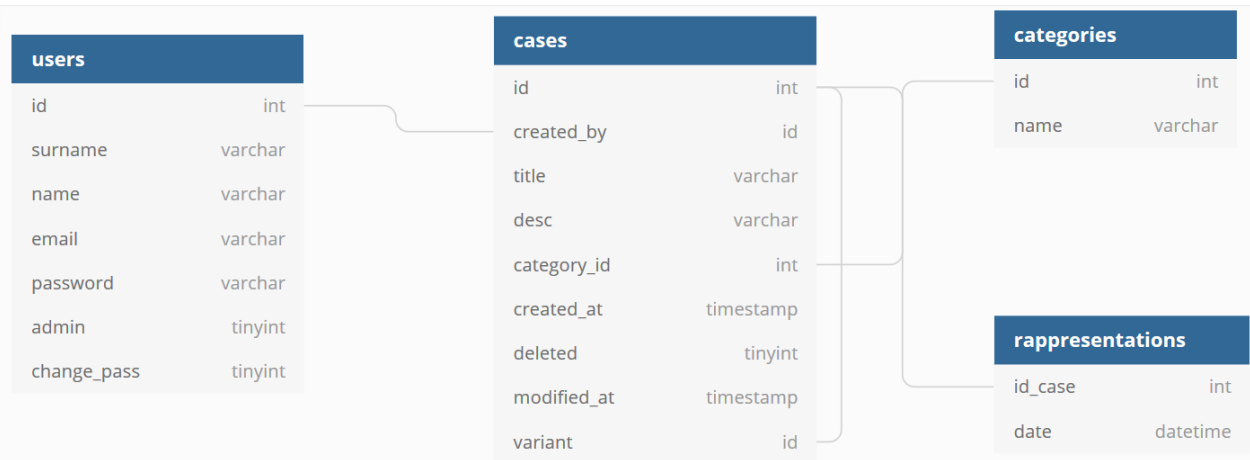 users
id int
surname varchar
name varchar
email varchar
password varchar
admin tinyint
change_pass tinyint
cases
id int
created_by id
title varchar
desc varchar
category_id int
created_at timestamp
deleted tinyint
modified_at timestamp
variant id
categories
id int
name varchar
rappresentations
id_case int
date datetime